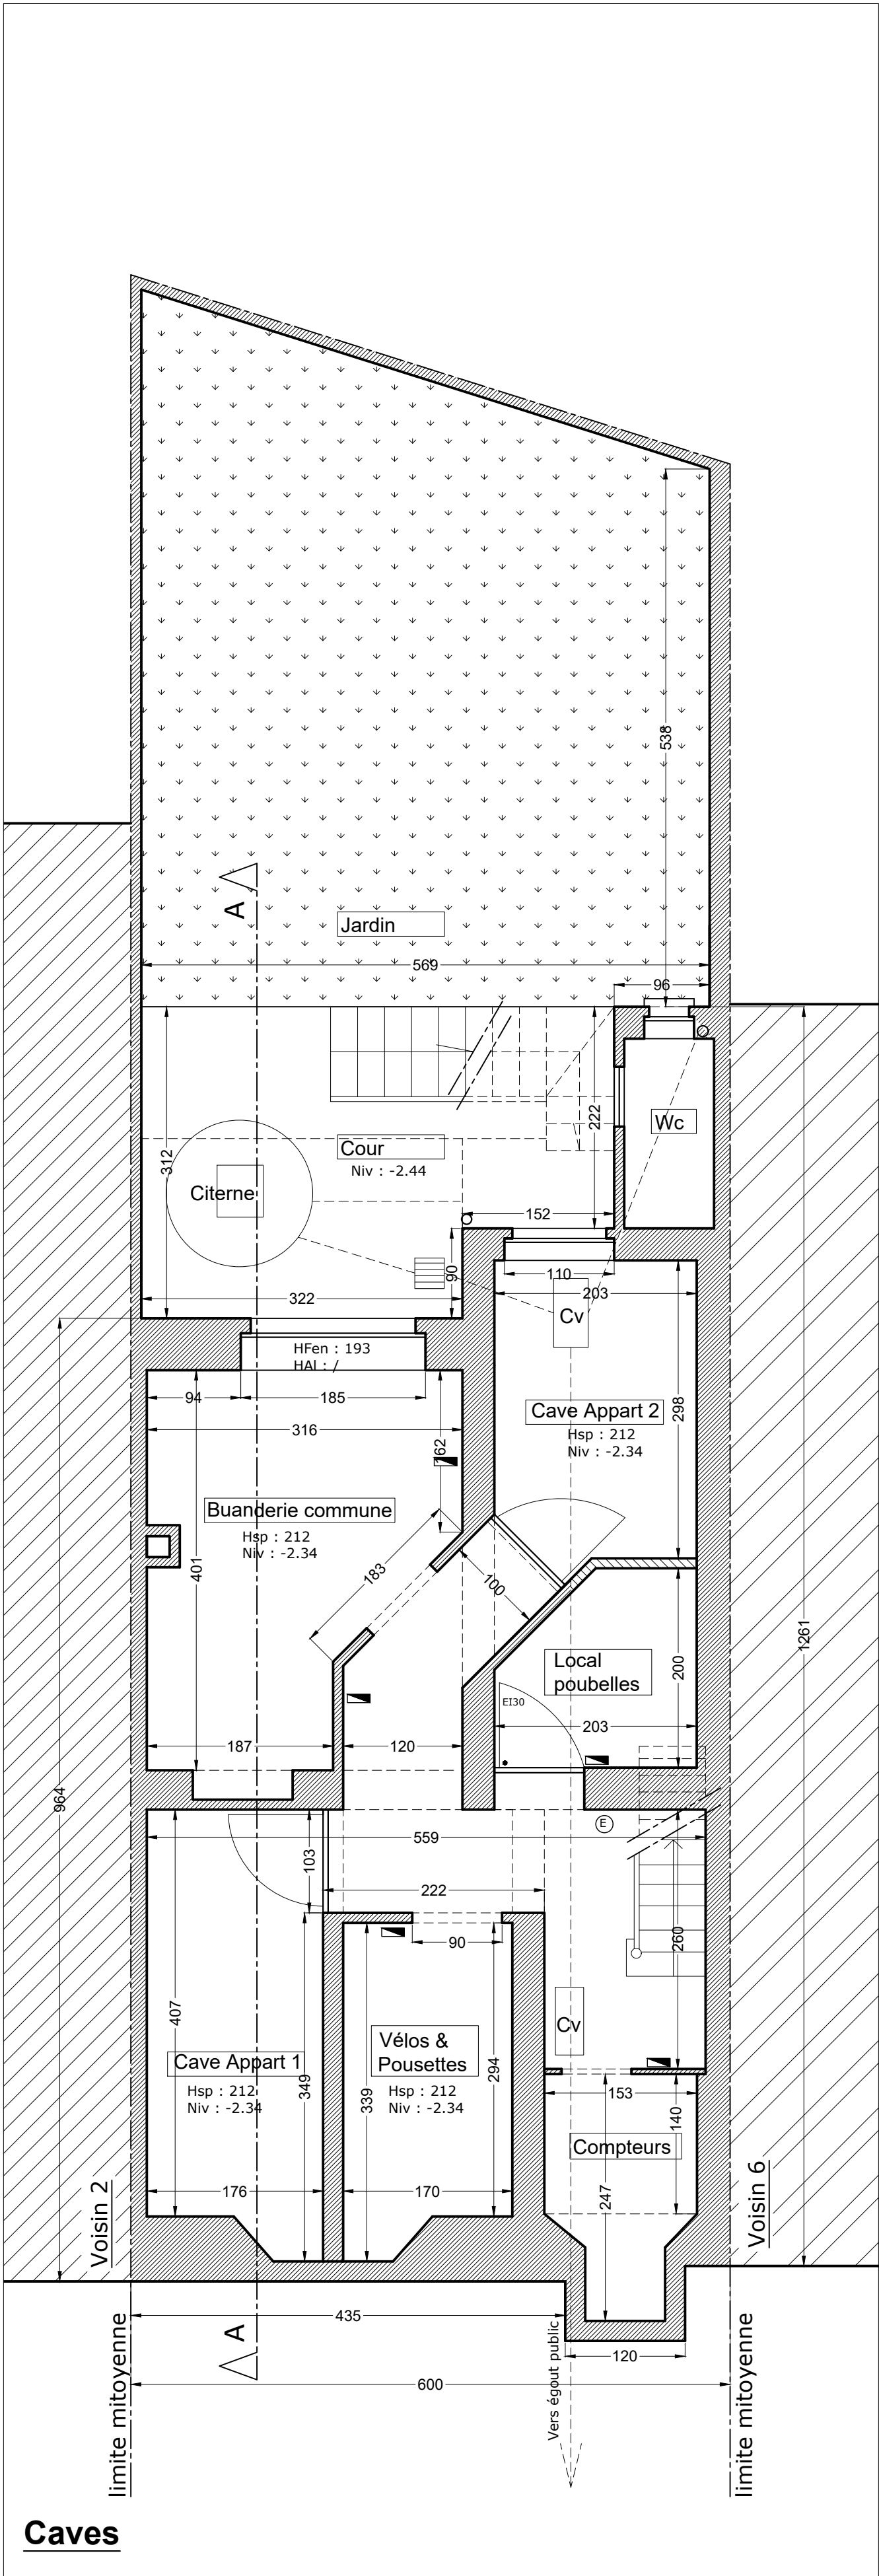 538
A
Jardin
569
96
312
222
Wc
Cour
Niv : -2.44
Citerne
152
90
110
322
203
Cv
HFen : 193
HAl : /
94
185
Cave Appart 2
Hsp : 212
Niv : -2.34
298
316
162
Buanderie commune
Hsp : 212
Niv : -2.34
401
183
100
1261
Local
poubelles
200
EI30
203
187
120
964
E
559
103
222
90
260
407
Cv
Vélos &
Pousettes
Hsp : 212
Niv : -2.34
Cave Appart 1
Hsp : 212
Niv : -2.34
349
339
294
153
140
Compteurs
247
176
170
Voisin 2
Voisin 6
435
A
120
600
Vers égout public
limite mitoyenne
limite mitoyenne
Caves